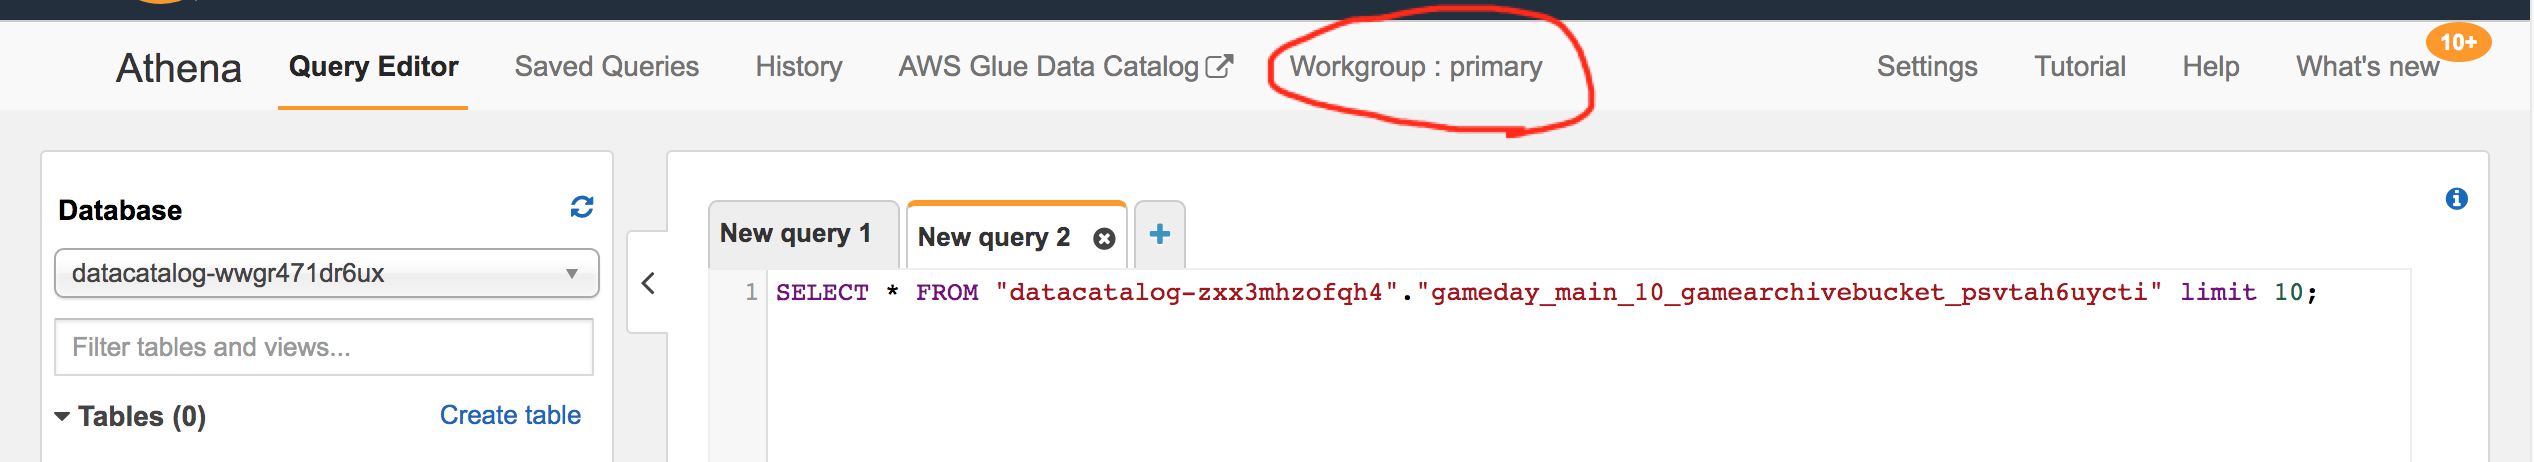 Athena Query Editor Saved Queries History AWS Glue Data Catalog Workgroup : primary Settings Tutorial Help What's new 10+
Database
datacatalog-wwgr471dr6ux
Filter tables and views...
Tables (0) Create table
New query 1 New query 2
1 SELECT * FROM "datacatalog-zxx3mhzofqh4"."gameday_main_10_gamearchivebucket_psvtah6uycti" limit 10;